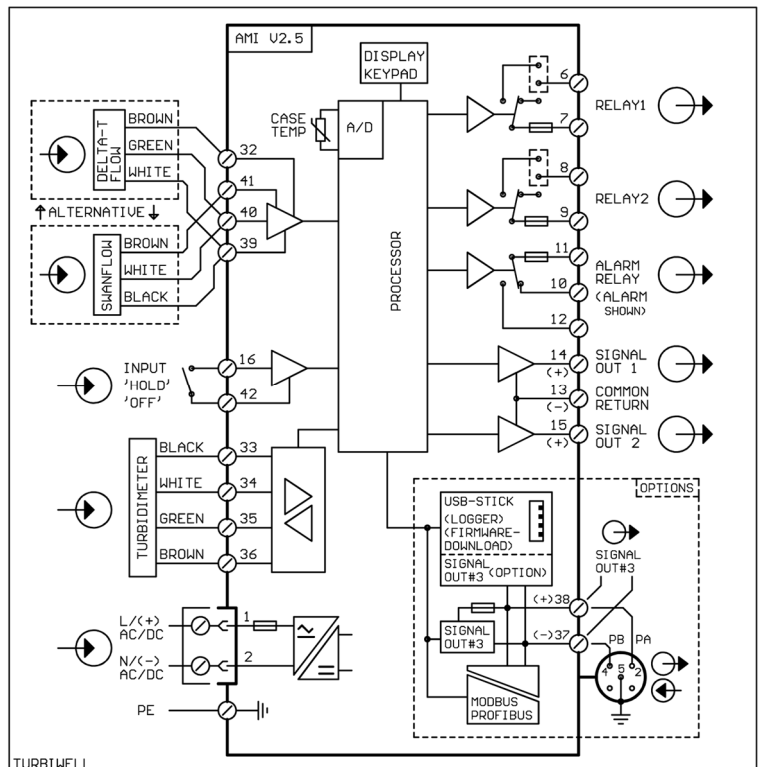 AMI V2.5
DISPLAY
KEYPAD
CASE
TEMP
A/D
PROCESSOR
DELTA-T
FLOW
BROWN
GREEN
WHITE
ALTERNATIVE
SWANFLOW
BROWN
WHITE
BLACK
32
41
40
39
INPUT
'HOLD'
'OFF'
16
42
TURBIDIMETER
BLACK
WHITE
GREEN
BROWN
33
34
35
36
L/(+)
AC/DC
N/(-)
AC/DC
1
2
PE
6
RELAY1
7
8
RELAY2
9
11
10
12
ALARM
RELAY
(ALARM
SHOWN)
14
(+)
SIGNAL
OUT 1
13
(-)
COMMON
RETURN
15
(+)
SIGNAL
OUT 2
OPTIONS
USB-STICK
(LOGGER)
(FIRMWARE-
DOWNLOAD)
SIGNAL
OUT#3 (OPTION)
SIGNAL
OUT#3
(+)38
SIGNAL
OUT#3
(-)37
PB PA
4 5 2
MODBUS
PROFIBUS
TURBIWELL